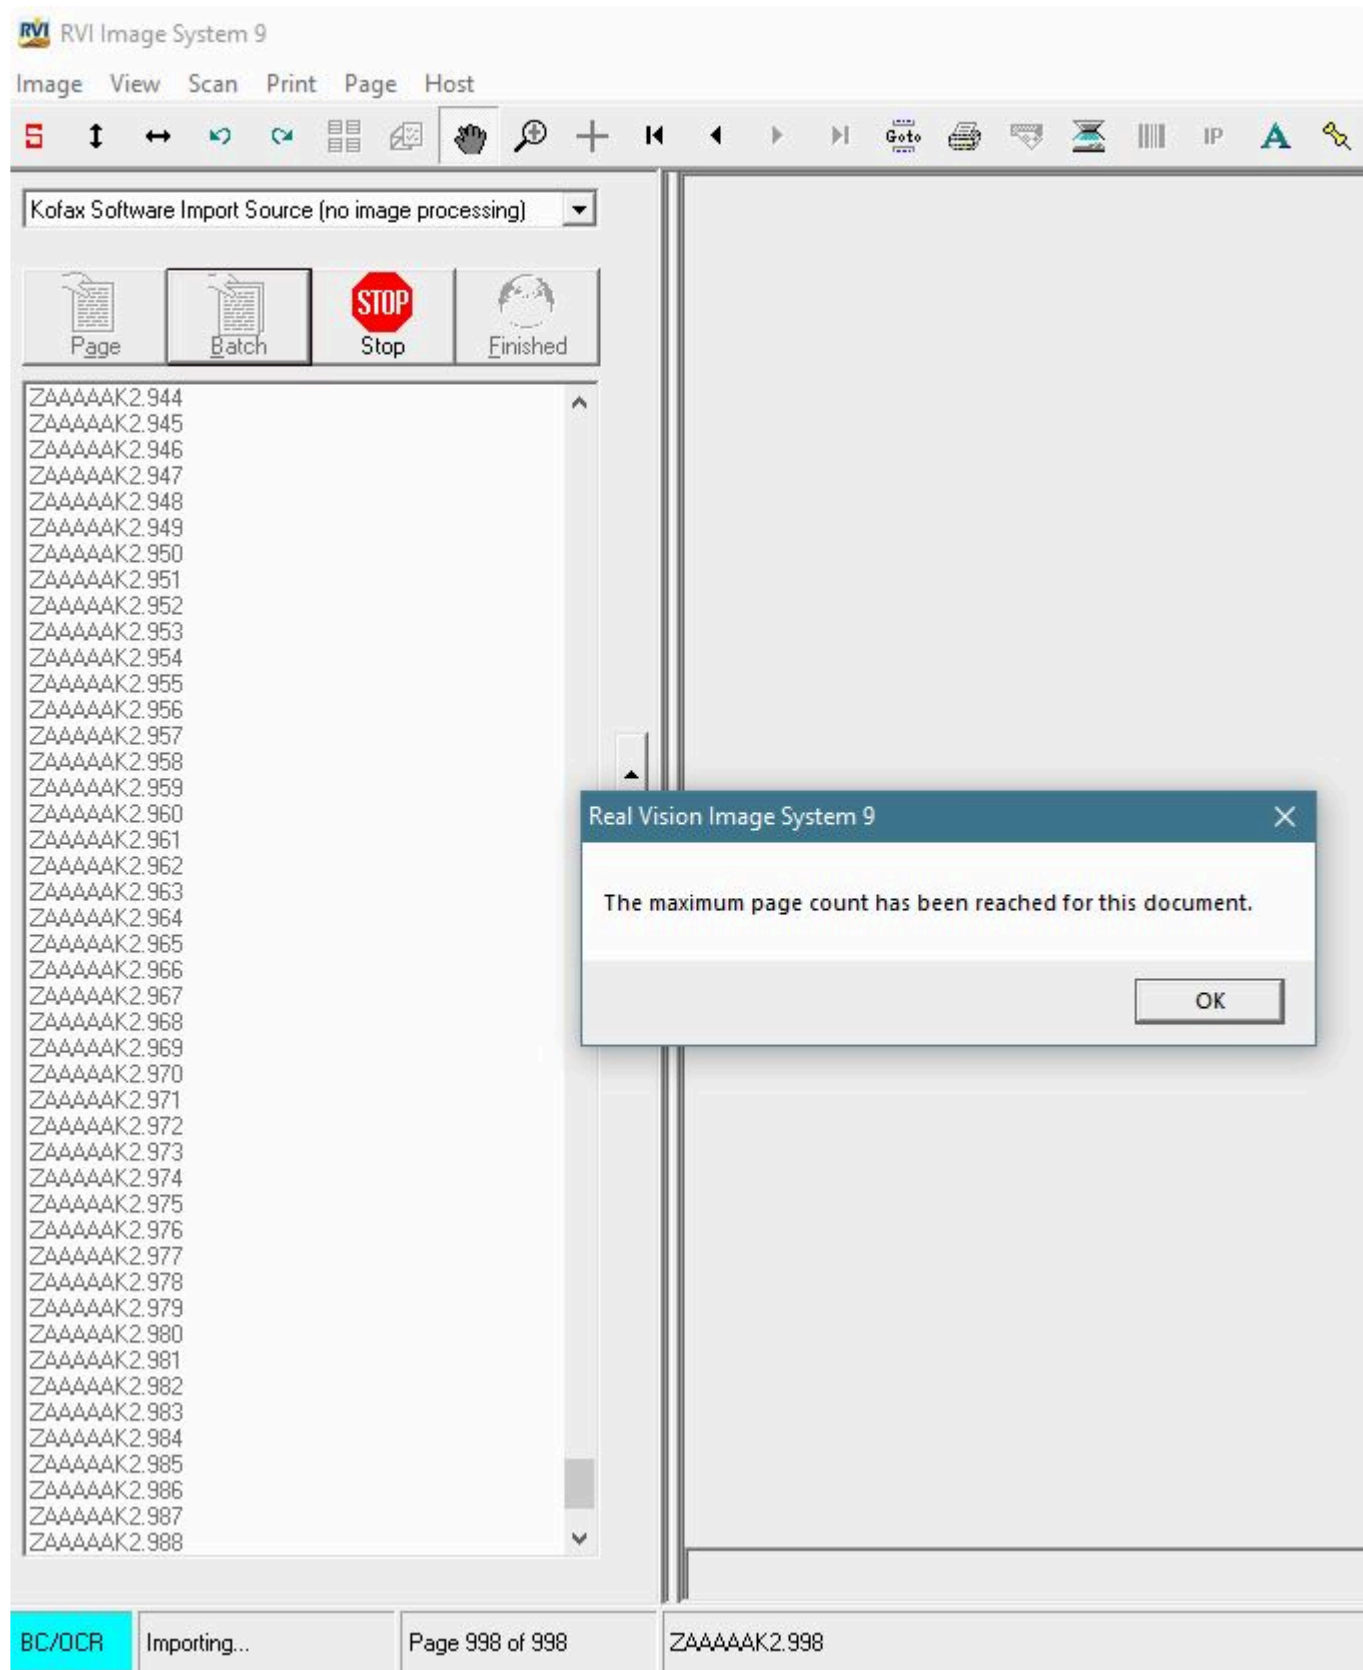 RVI RVI Image System 9
Image View Scan Print Page Host
S Goto IP A
Kofax Software Import Source (no image processing)
STOP
Page Batch Stop Finished
ZAAAAAK2.944
ZAAAAAK2.945
ZAAAAAK2.946
ZAAAAAK2.947
ZAAAAAK2.948
ZAAAAAK2.949
ZAAAAAK2.950
ZAAAAAK2.951
ZAAAAAK2.952
ZAAAAAK2.953
ZAAAAAK2.954
ZAAAAAK2.955
ZAAAAAK2.956
ZAAAAAK2.957
ZAAAAAK2.958
ZAAAAAK2.959
ZAAAAAK2.960
ZAAAAAK2.961
ZAAAAAK2.962
ZAAAAAK2.963
ZAAAAAK2.964
ZAAAAAK2.965
ZAAAAAK2.966
ZAAAAAK2.967
ZAAAAAK2.968
ZAAAAAK2.969
ZAAAAAK2.970
ZAAAAAK2.971
ZAAAAAK2.972
ZAAAAAK2.973
ZAAAAAK2.974
ZAAAAAK2.975
ZAAAAAK2.976
ZAAAAAK2.977
ZAAAAAK2.978
ZAAAAAK2.979
ZAAAAAK2.980
ZAAAAAK2.981
ZAAAAAK2.982
ZAAAAAK2.983
ZAAAAAK2.984
ZAAAAAK2.985
ZAAAAAK2.986
ZAAAAAK2.987
ZAAAAAK2.988
Real Vision Image System 9
The maximum page count has been reached for this document.
OK
BC/OCR Importing... Page 998 of 998 ZAAAAAK2.998